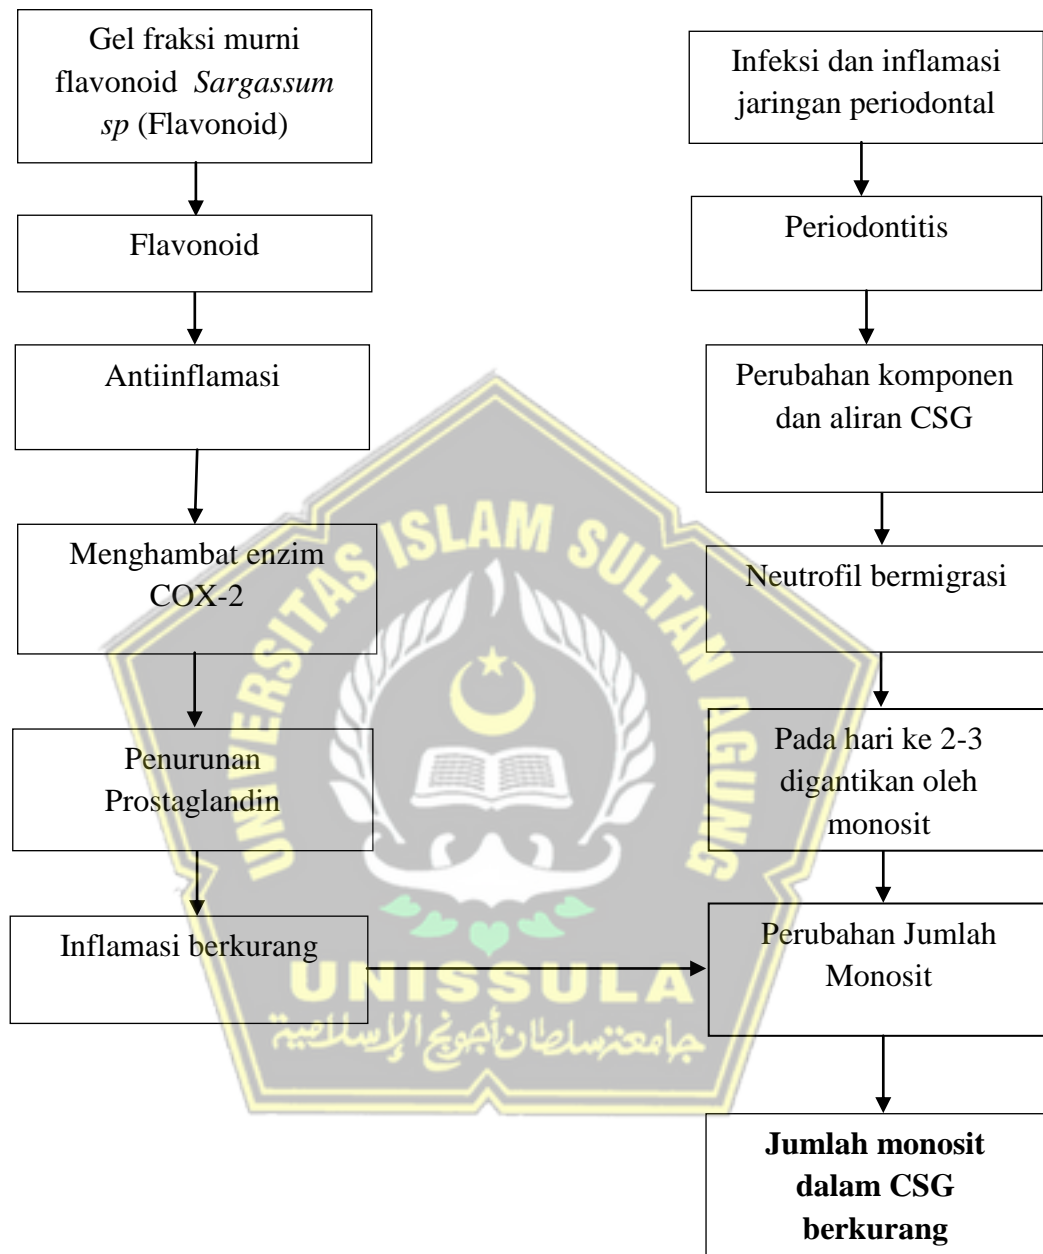 Gel fraksi murni
flavonoid Sargassum
sp (Flavonoid)
Flavonoid
Antiinflamasi
Menghambat enzim
COX-2
Penurunan
Prostaglandin
Inflamasi berkurang
Infeksi dan inflamasi
jaringan periodontal
Periodontitis
Perubahan komponen
dan aliran CSG
Neutrofil bermigrasi
Pada hari ke 2-3
digantikan oleh
monosit
Perubahan Jumlah
Monosit
Jumlah monosit
dalam CSG
berkurang
UNIVERSITAS ISLAM SULTAN AGUNG
UNISSULA
جامعتسلطان أجونج الإسلامية